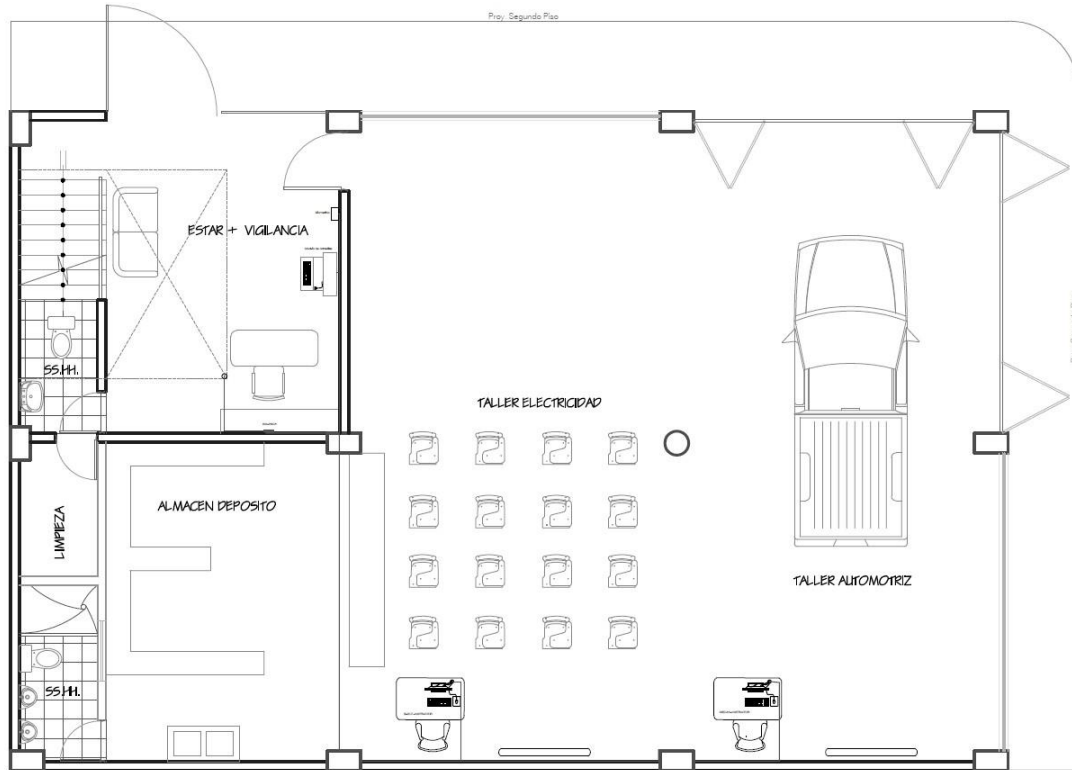 Proy. Segundo Piso
ESTAR + VIGILANCIA
SS.HH.
TALLER ELECTRICIDAD
ALMACEN DEPOSITO
LIMPIEZA
TALLER AUTOMOTRIZ
SS.HH.